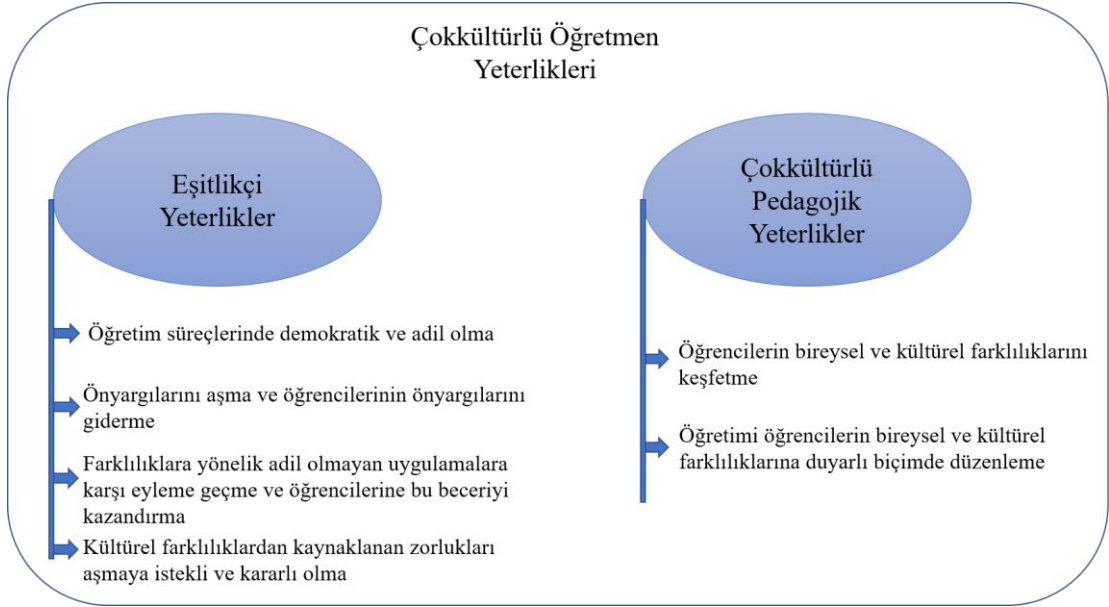 Çokkültürlü Öğretmen
Yeterlikleri
Eşitlikçi
Yeterlikler
Öğretim süreçlerinde demokratik ve adil olma
Önyargılarını aşma ve öğrencilerinin önyargılarını
giderme
Farklılıklara yönelik adil olmayan uygulamalara
karşı eyleme geçme ve öğrencilerine bu beceriyi
kazandırma
Kültürel farklılıklardan kaynaklanan zorlukları
aşmaya istekli ve kararlı olma
Çokkültürlü
Pedagojik
Yeterlikler
Öğrencilerin bireysel ve kültürel farklılıklarını
keşfetme
Öğretimi öğrencilerin bireysel ve kültürel
farklılıklarına duyarlı biçimde düzenleme